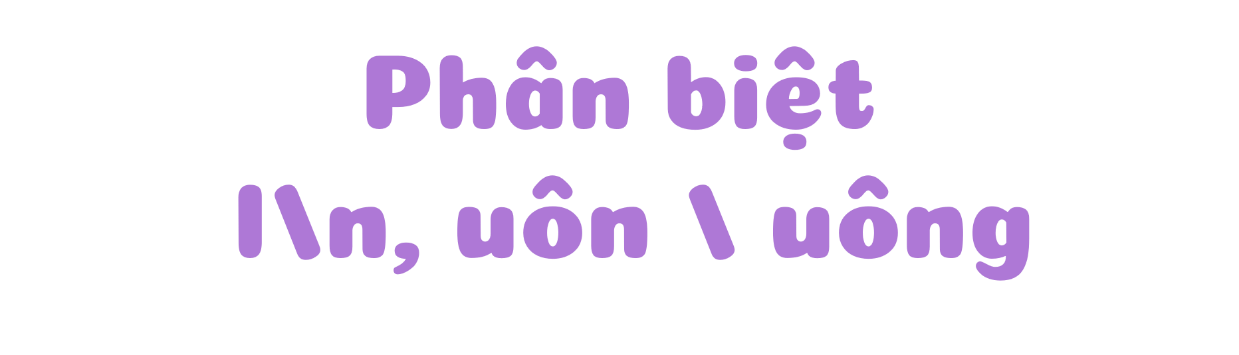 Phân biệt
l\n, uôn \ uông